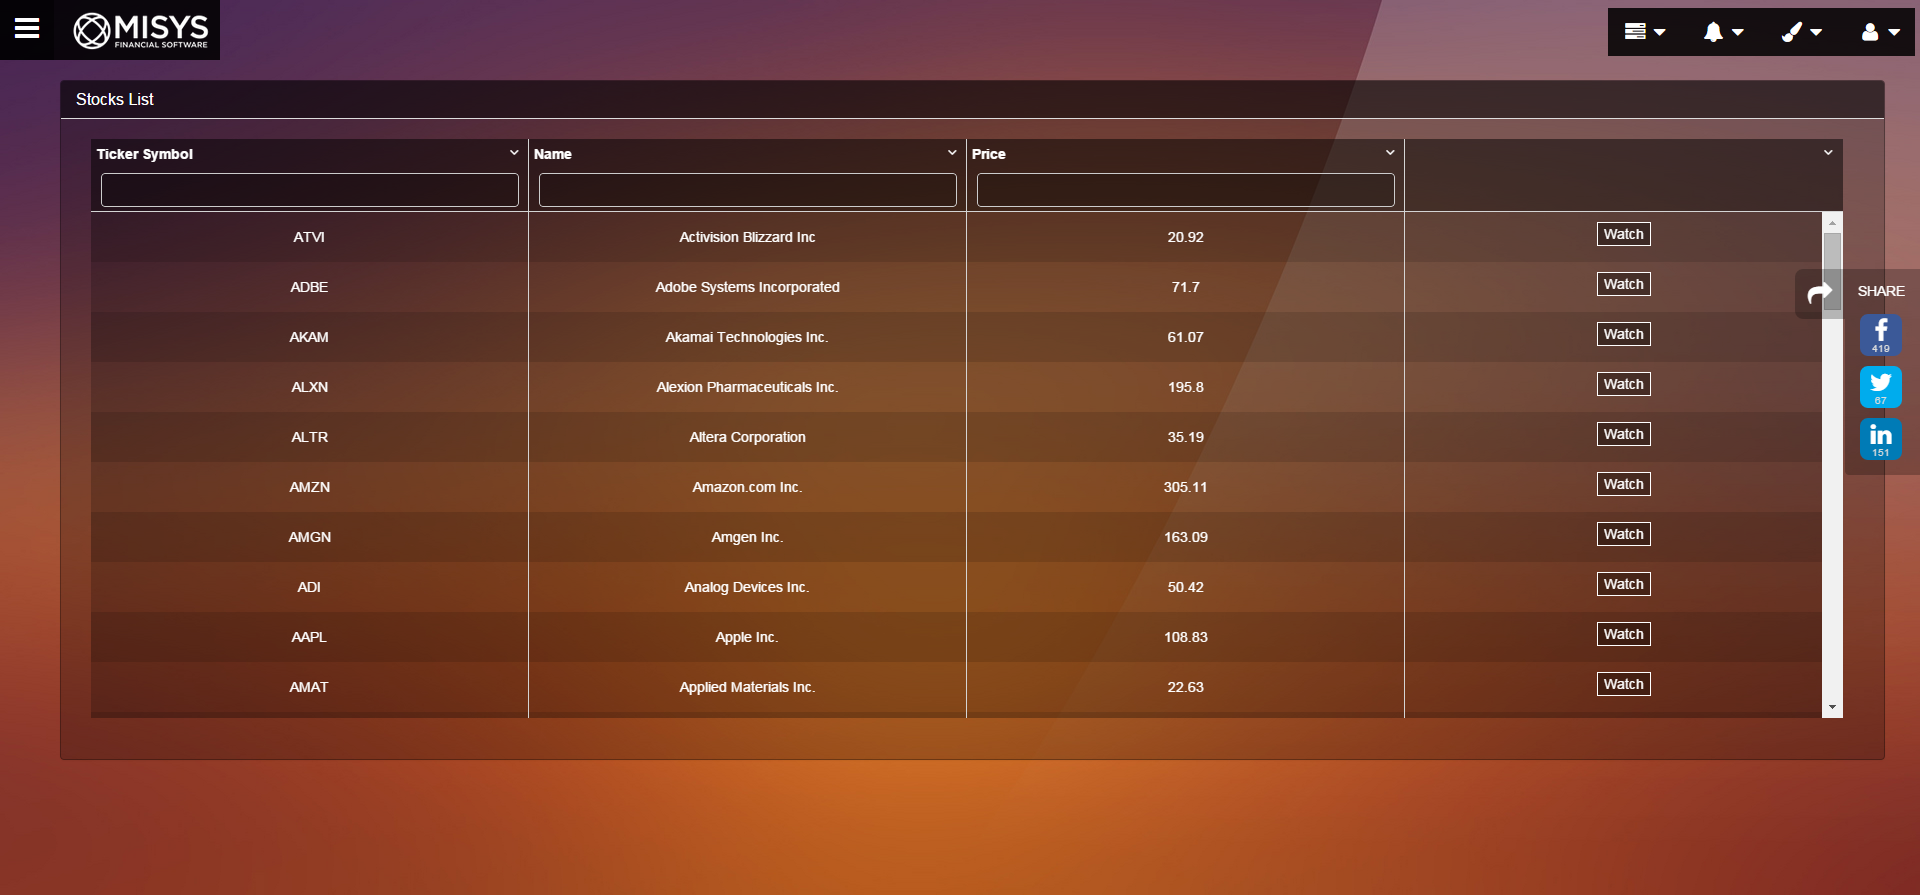 MISYS
FINANCIAL SOFTWARE
Stocks List
Ticker Symbol Name Price
ATVI Activision Blizzard Inc 20.92 Watch
ADBE Adobe Systems Incorporated 71.7 Watch
SHARE
AKAM Akamai Technologies Inc. 61.07 Watch
419
ALXN Alexion Pharmaceuticals Inc. 195.8 Watch
67
ALTR Altera Corporation 35.19 Watch
in
151
AMZN Amazon.com Inc. 305.11 Watch
AMGN Amgen Inc. 163.09 Watch
ADI Analog Devices Inc. 50.42 Watch
AAPL Apple Inc. 108.83 Watch
AMAT Applied Materials Inc. 22.63 Watch